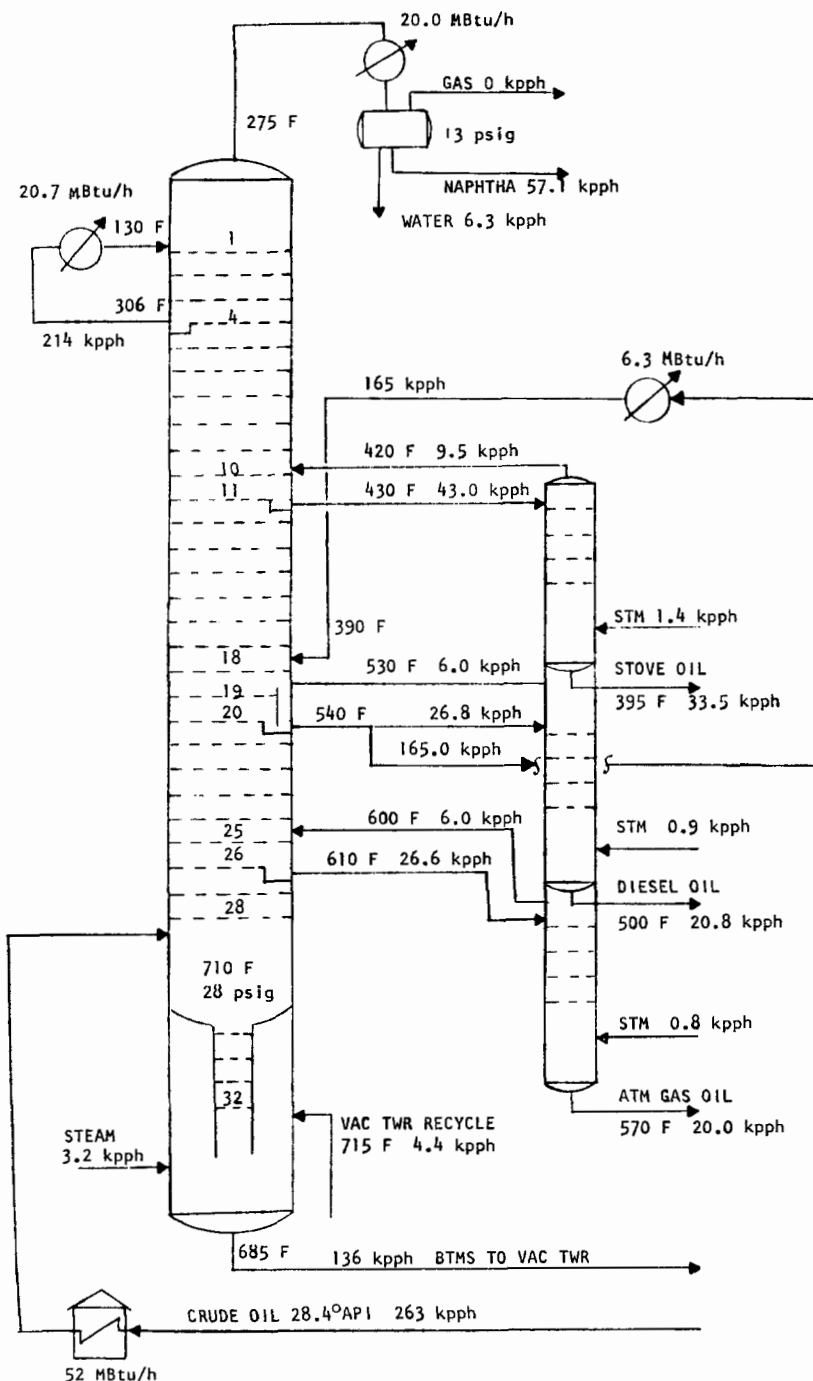 20.0 MBtu/h
GAS 0 kpph
275 F
13 psig
NAPHTHA 57.1 kpph
WATER 6.3 kpph
20.7 MBtu/h
130 F
1
306 F
4
214 kpph
6.3 MBtu/h
165 kpph
420 F 9.5 kpph
10
11
430 F 43.0 kpph
390 F
STM 1.4 kpph
18
530 F 6.0 kpph
STOVE OIL
395 F 33.5 kpph
19
20
540 F
26.8 kpph
165.0 kpph
600 F 6.0 kpph
25
STM 0.9 kpph
26
610 F 26.6 kpph
DIESEL OIL
500 F 20.8 kpph
28
710 F
28 psig
STM 0.8 kpph
32
ATM GAS OIL
570 F 20.0 kpph
VAC TWR RECYCLE
715 F 4.4 kpph
STEAM
3.2 kpph
685 F
136 kpph BTMS TO VAC TWR
CRUDE OIL 28.4°API 263 kpph
52 MBtu/h